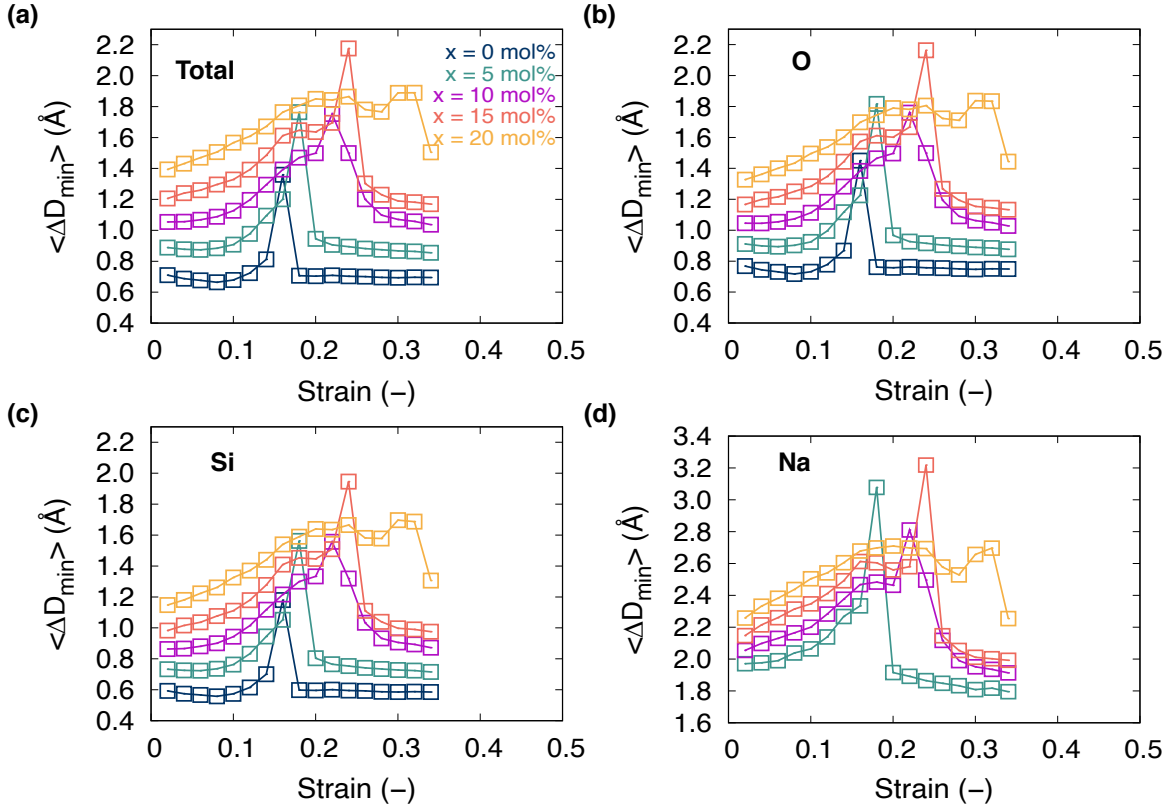 (a)
<ΔD_min> (Å)
2.2
2.0
1.8
1.6
1.4
1.2
1.0
0.8
0.6
0.4
Total
x = 0 mol%
x = 5 mol%
x = 10 mol%
x = 15 mol%
x = 20 mol%
0 0.1 0.2 0.3 0.4 0.5
Strain (–)
(b)
<ΔD_min> (Å)
2.2
2.0
1.8
1.6
1.4
1.2
1.0
0.8
0.6
0.4
O
0 0.1 0.2 0.3 0.4 0.5
Strain (–)
(c)
<ΔD_min> (Å)
2.2
2.0
1.8
1.6
1.4
1.2
1.0
0.8
0.6
0.4
Si
0 0.1 0.2 0.3 0.4 0.5
Strain (–)
(d)
<ΔD_min> (Å)
3.4
3.2
3.0
2.8
2.6
2.4
2.2
2.0
1.8
1.6
Na
0 0.1 0.2 0.3 0.4 0.5
Strain (–)